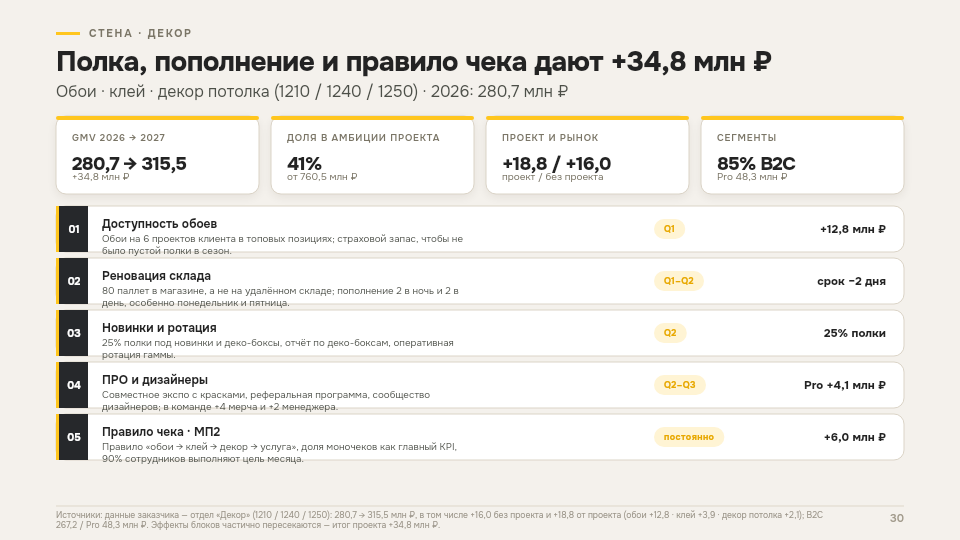 СТЕНА · ДЕКОР
Полка, пополнение и правило чека дают +34,8 млн ₽
Обои · клей · декор потолка (1210 / 1240 / 1250) · 2026: 280,7 млн ₽
GMV 2026 → 2027
280,7 → 315,5
+34,8 млн ₽
ДОЛЯ В АМБИЦИИ ПРОЕКТА
41%
от 760,5 млн ₽
ПРОЕКТ И РЫНОК
+18,8 / +16,0
проект / без проекта
СЕГМЕНТЫ
85% B2C
Pro 48,3 млн ₽
01
Доступность обоев
Обои на 6 проектов клиента в топовых позициях; страховой запас, чтобы не
было пустой полки в сезон.
Q1
+12,8 млн ₽
02
Реновация склада
80 паллет в магазине, а не на удалённом складе; пополнение 2 в ночь и 2 в
день, особенно понедельник и пятница.
Q1–Q2
срок −2 дня
03
Новинки и ротация
25% полки под новинки и деко-боксы, отчёт по деко-боксам, оперативная
ротация гаммы.
Q2
25% полки
04
ПРО и дизайнеры
Совместное экспо с красками, реферальная программа, сообщество
дизайнеров; в команде +4 мерча и +2 менеджера.
Q2–Q3
Pro +4,1 млн ₽
05
Правило чека · МП2
Правило «обои → клей → декор → услуга», доля моночеков как главный KPI,
90% сотрудников выполняют цель месяца.
постоянно
+6,0 млн ₽
Источники: данные заказчика — отдел «Декор» (1210 / 1240 / 1250): 280,7 → 315,5 млн ₽, в том числе +16,0 без проекта и +18,8 от проекта (обои +12,8 · клей +3,9 · декор потолка +2,1); B2C
267,2 / Pro 48,3 млн ₽. Эффекты блоков частично пересекаются — итог проекта +34,8 млн ₽.
30